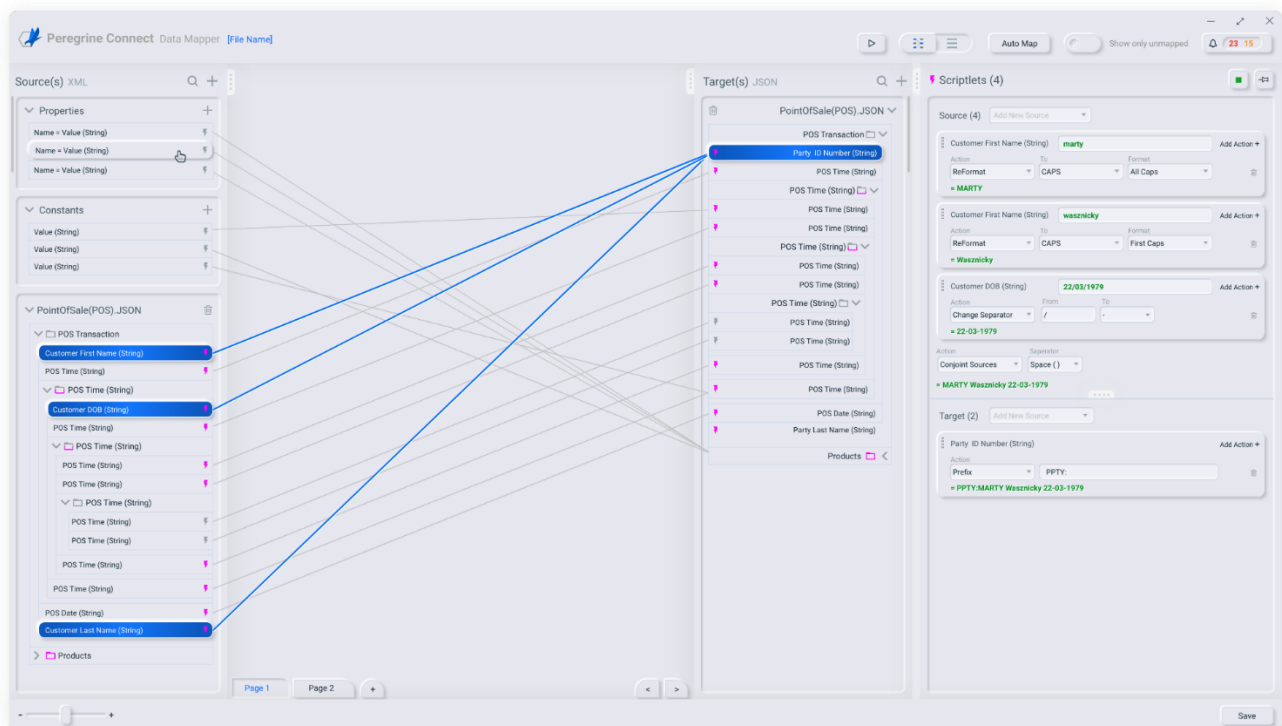 Peregrine Connect Data Mapper [File Name]
Auto Map
Show only unmapped
23 15
Source(s) XML
Properties
Name = Value (String)
Name = Value (String)
Name = Value (String)
Constants
Value (String)
Value (String)
Value (String)
PointOfSale(POS).JSON
POS Transaction
Customer First Name (String)
POS Time (String)
POS Time (String)
Customer DOB (String)
POS Time (String)
POS Time (String)
POS Time (String)
POS Time (String)
POS Time (String)
POS Time (String)
POS Time (String)
POS Time (String)
POS Time (String)
POS Date (String)
Customer Last Name (String)
Products
Page 1
Page 2
+
<
>
Target(s) JSON
PointOfSale(POS).JSON
POS Transaction
Party ID Number (String)
POS Time (String)
POS Time (String)
POS Time (String)
POS Time (String)
POS Time (String)
POS Time (String)
POS Time (String)
POS Time (String)
POS Time (String)
POS Time (String)
POS Time (String)
POS Time (String)
POS Date (String)
Party Last Name (String)
Products
Scriptlets (4)
Source (4) Add New Source
Customer First Name (String) marty Add Action +
Action To Format
ReFormat CAPS All Caps
= MARTY
Customer First Name (String) wasznicky Add Action +
Action To Format
ReFormat CAPS First Caps
= Wasznicky
Customer DOB (String) 22/03/1979 Add Action +
Action From To
Change Separator / -
= 22-03-1979
Action Saperator
Conjoint Sources Space ( )
= MARTY Wasznicky 22-03-1979
Target (2) Add New Source
Party ID Number (String) Add Action +
Action
Prefix PPTY:
= PPTY:MARTY Wasznicky 22-03-1979
- +
Save